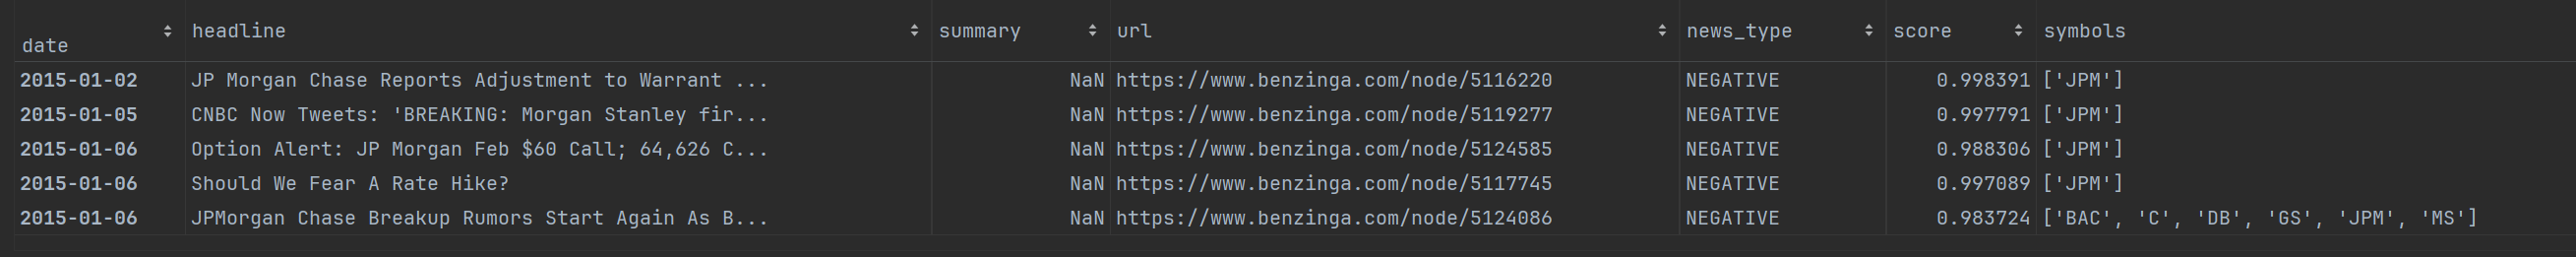 date headline summary url news_type score symbols
2015-01-02 JP Morgan Chase Reports Adjustment to Warrant ... NaN https://www.benzinga.com/node/5116220 NEGATIVE 0.998391 ['JPM']
2015-01-05 CNBC Now Tweets: 'BREAKING: Morgan Stanley fir... NaN https://www.benzinga.com/node/5119277 NEGATIVE 0.997791 ['JPM']
2015-01-06 Option Alert: JP Morgan Feb $60 Call; 64,626 C... NaN https://www.benzinga.com/node/5124585 NEGATIVE 0.988306 ['JPM']
2015-01-06 Should We Fear A Rate Hike? NaN https://www.benzinga.com/node/5117745 NEGATIVE 0.997089 ['JPM']
2015-01-06 JPMorgan Chase Breakup Rumors Start Again As B... NaN https://www.benzinga.com/node/5124086 NEGATIVE 0.983724 ['BAC', 'C', 'DB', 'GS', 'JPM', 'MS']